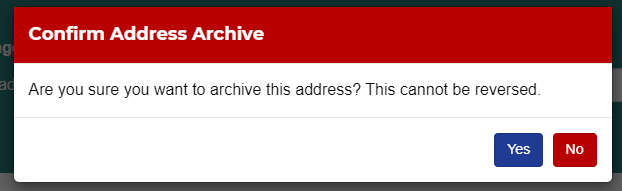 Confirm Address Archive
Are you sure you want to archive this address? This cannot be reversed.
Yes No